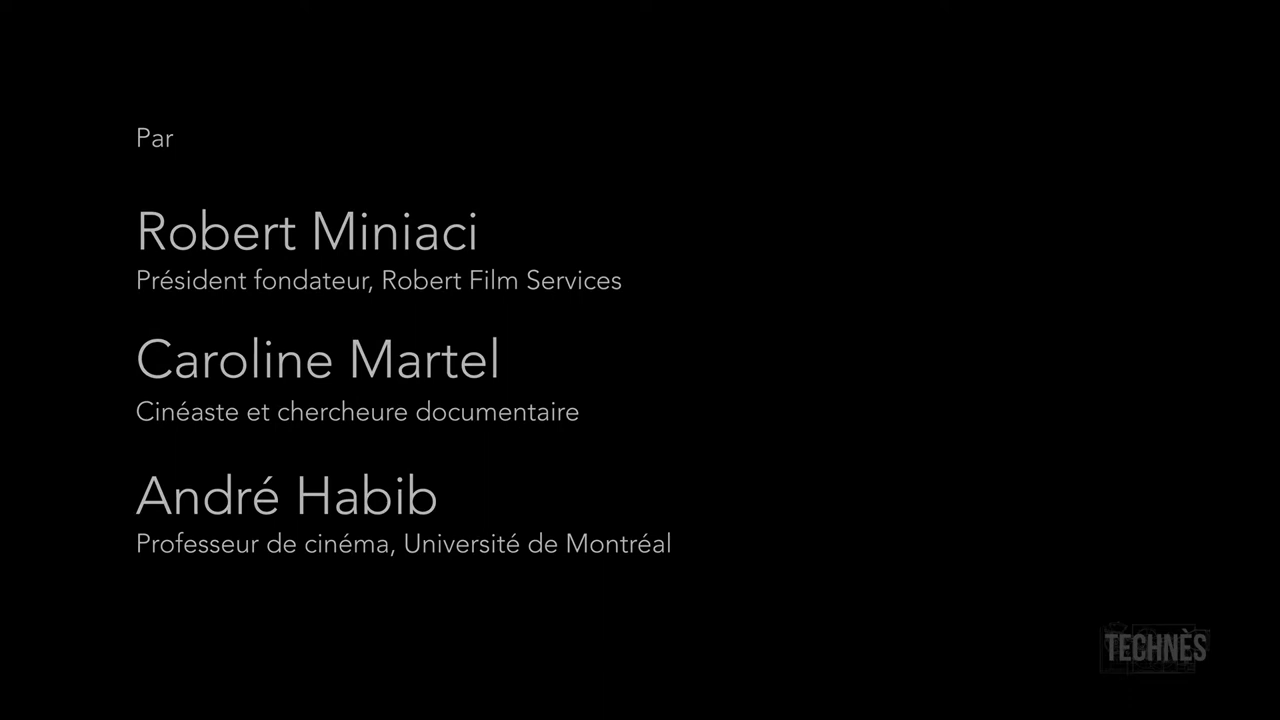 Par
Robert Miniaci
Président fondateur, Robert Film Services
Caroline Martel
Cinéaste et chercheure documentaire
André Habib
Professeur de cinéma, Université de Montréal
TECHNÈS